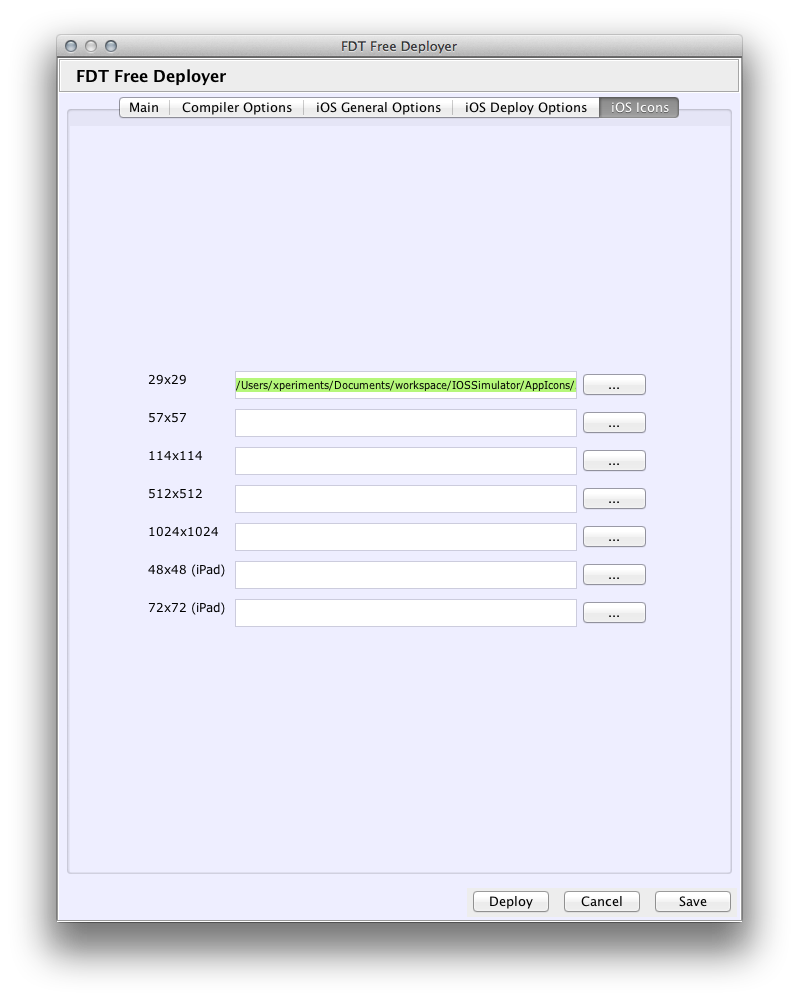 FDT Free Deployer
FDT Free Deployer
Main Compiler Options iOS General Options iOS Deploy Options iOS Icons
29x29 /Users/xperiments/Documents/workspace/IOSSimulator/AppIcons/ ...
57x57 ...
114x114 ...
512x512 ...
1024x1024 ...
48x48 (iPad) ...
72x72 (iPad) ...
Deploy Cancel Save